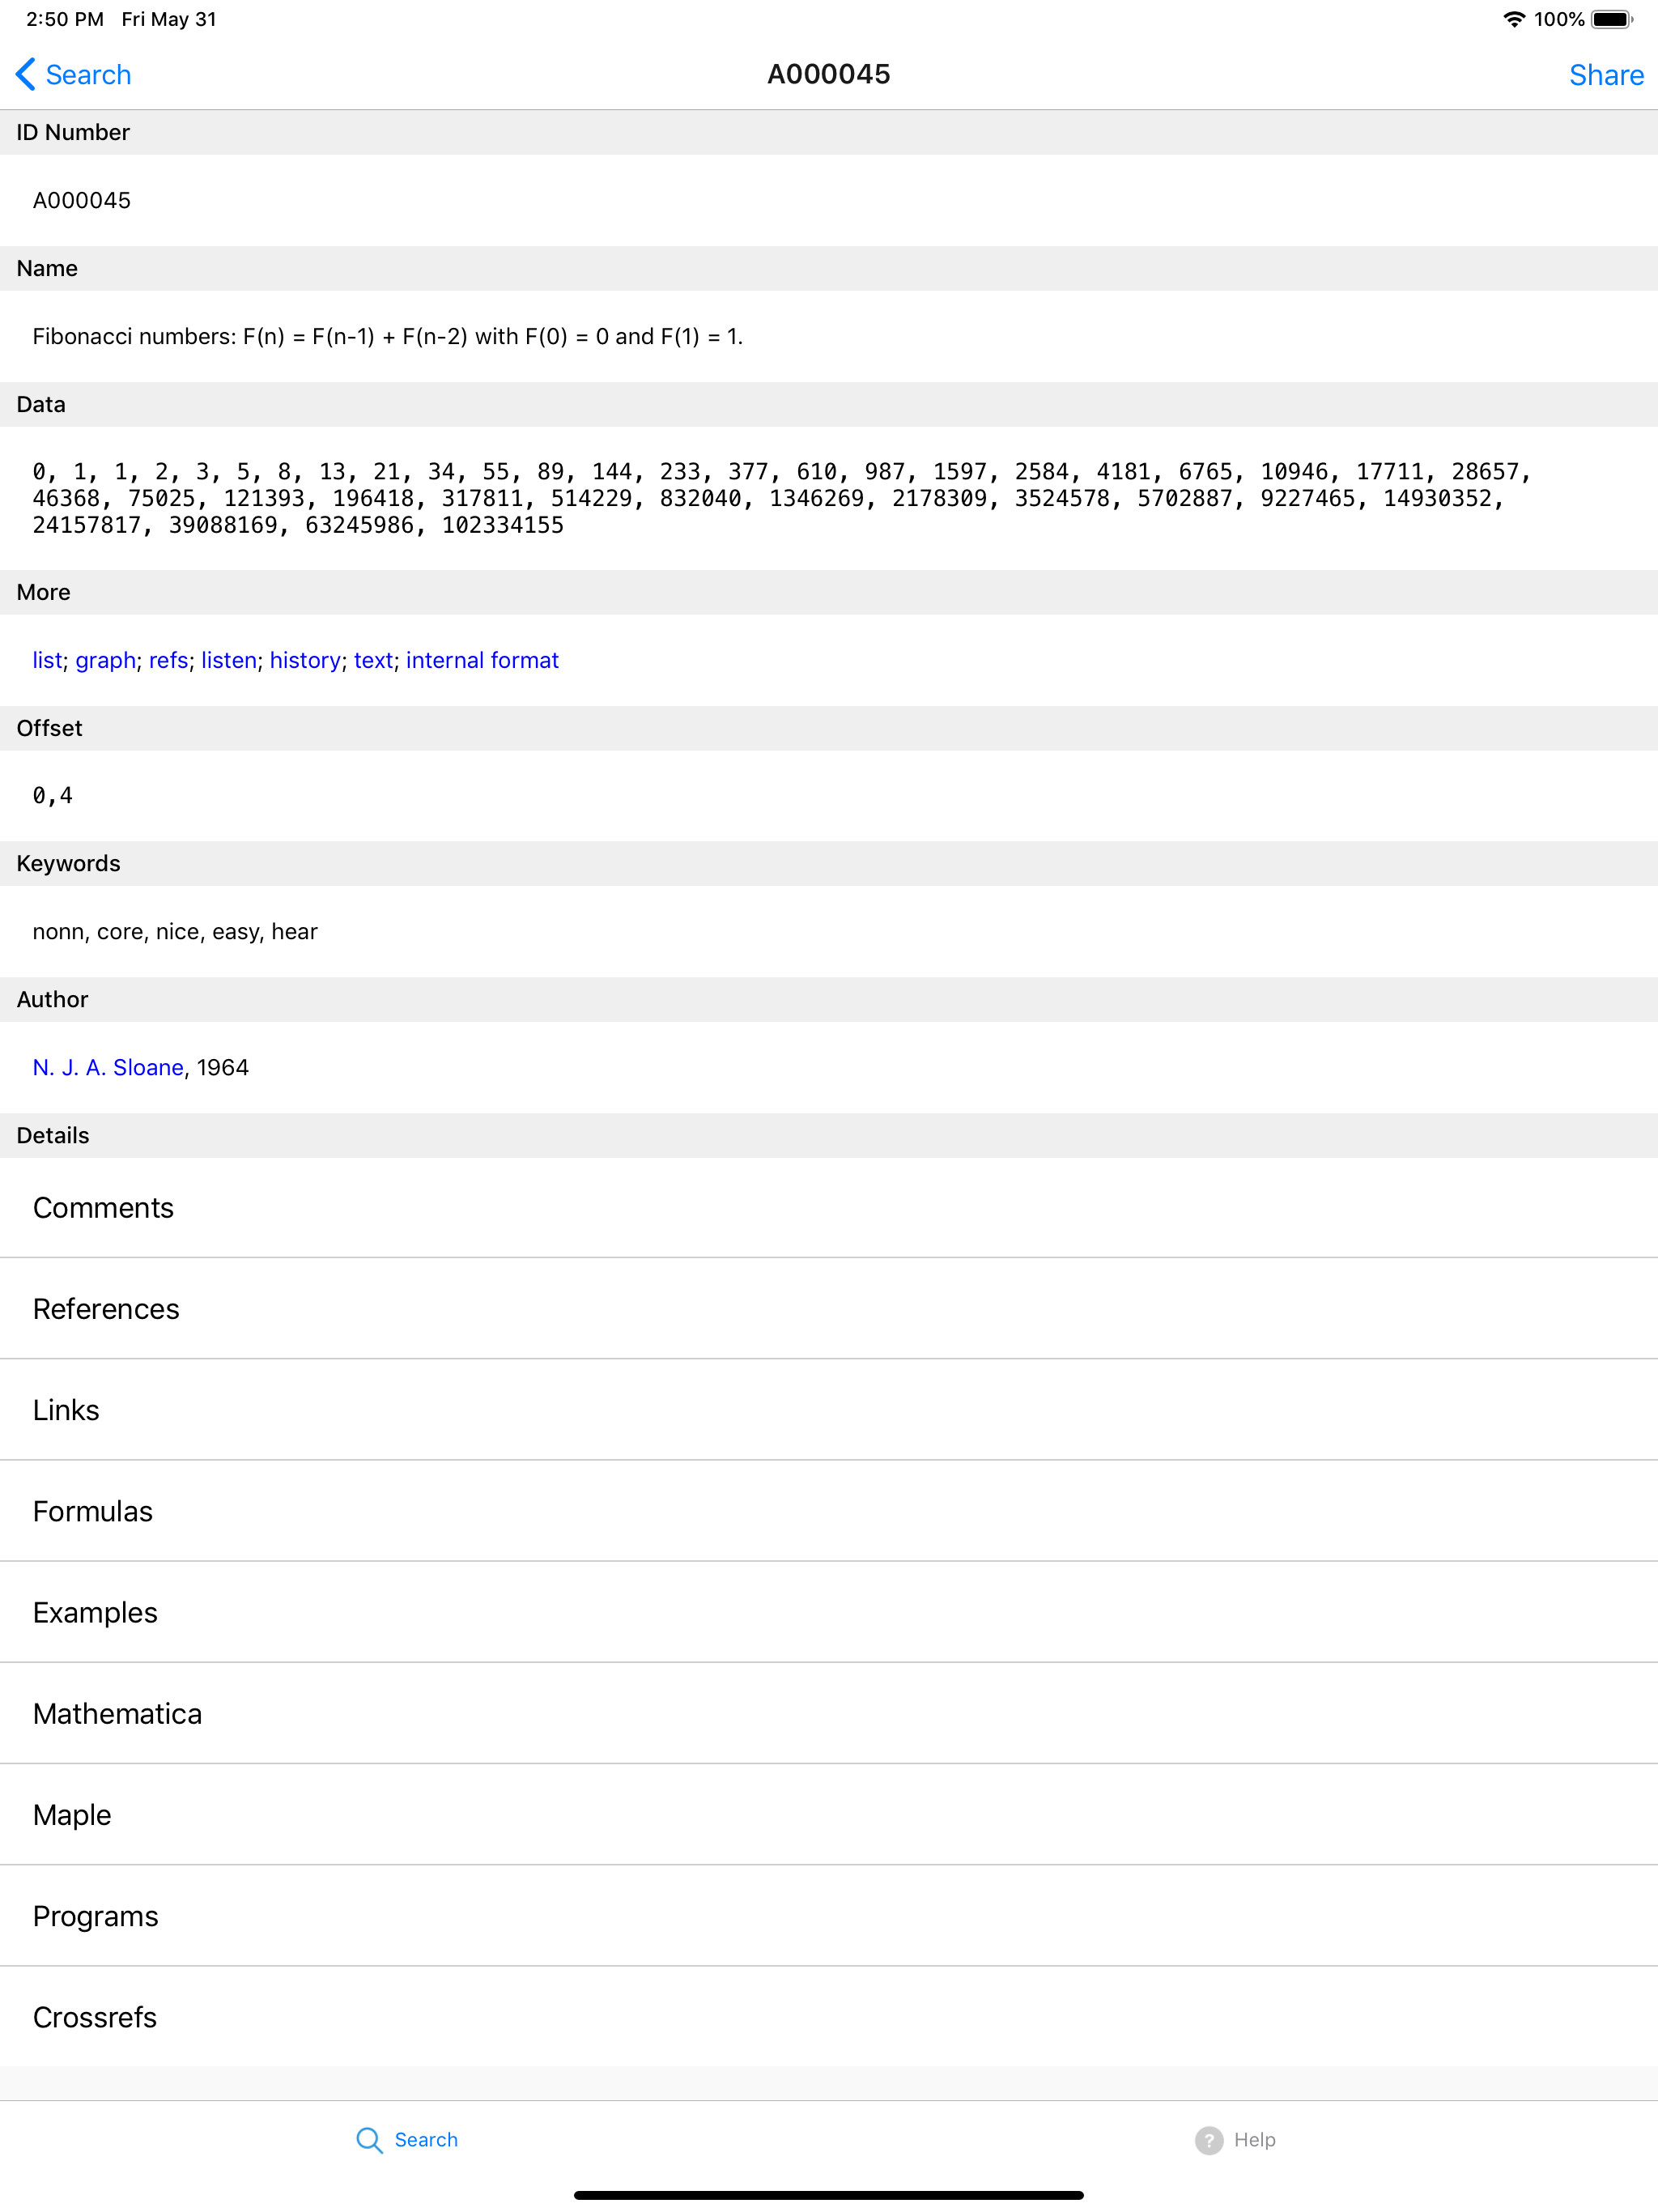 2:50 PM Fri May 31 100%
Search A000045 Share
ID Number
A000045
Name
Fibonacci numbers: F(n) = F(n-1) + F(n-2) with F(0) = 0 and F(1) = 1.
Data
0, 1, 1, 2, 3, 5, 8, 13, 21, 34, 55, 89, 144, 233, 377, 610, 987, 1597, 2584, 4181, 6765, 10946, 17711, 28657,
46368, 75025, 121393, 196418, 317811, 514229, 832040, 1346269, 2178309, 3524578, 5702887, 9227465, 14930352,
24157817, 39088169, 63245986, 102334155
More
list; graph; refs; listen; history; text; internal format
Offset
0,4
Keywords
nonn, core, nice, easy, hear
Author
N. J. A. Sloane, 1964
Details
Comments
References
Links
Formulas
Examples
Mathematica
Maple
Programs
Crossrefs
Search ? Help